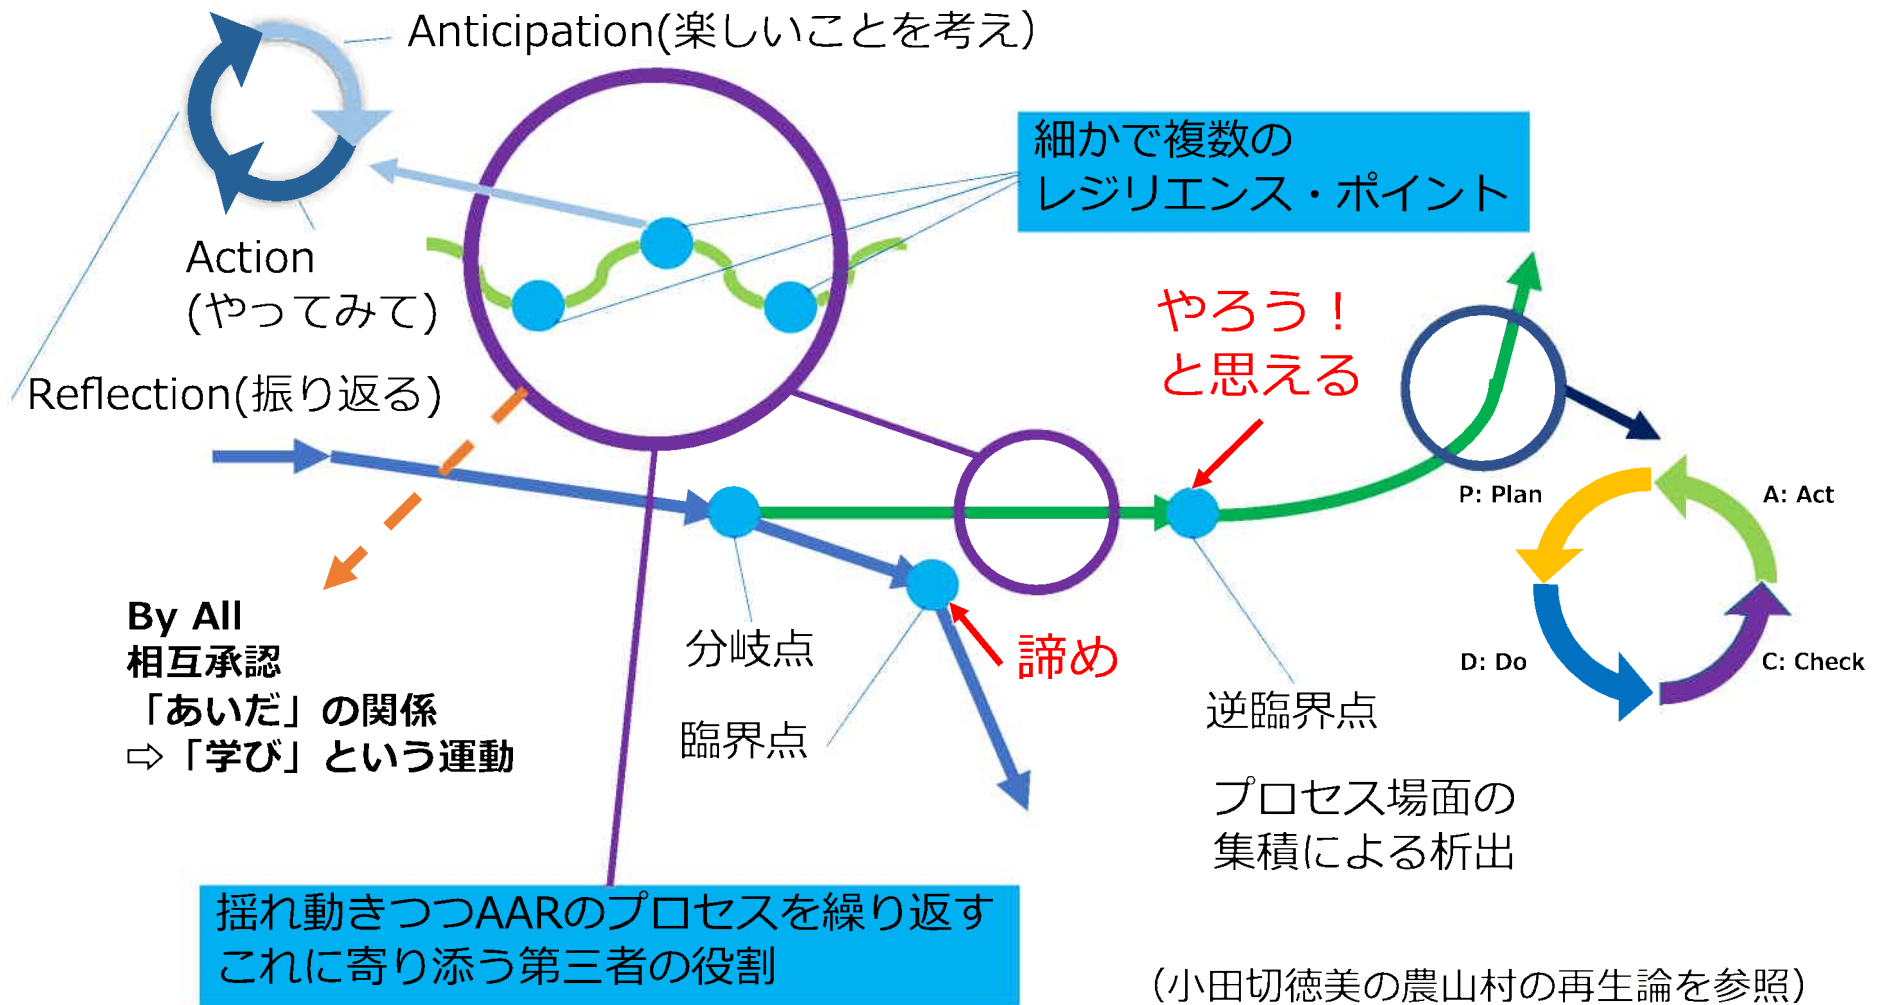 Anticipation(楽しいことを考え）
細かで複数の
レジリエンス・ポイント
Action
(やってみて)
やろう！
と思える
Reflection(振り返る)
P: Plan
A: Act
D: Do
C: Check
By All
相互承認
「あいだ」の関係
⇨「学び」という運動
分岐点
諦め
臨界点
逆臨界点
プロセス場面の
集積による析出
揺れ動きつつAARのプロセスを繰り返す
これに寄り添う第三者の役割
（小田切徳美の農山村の再生論を参照）